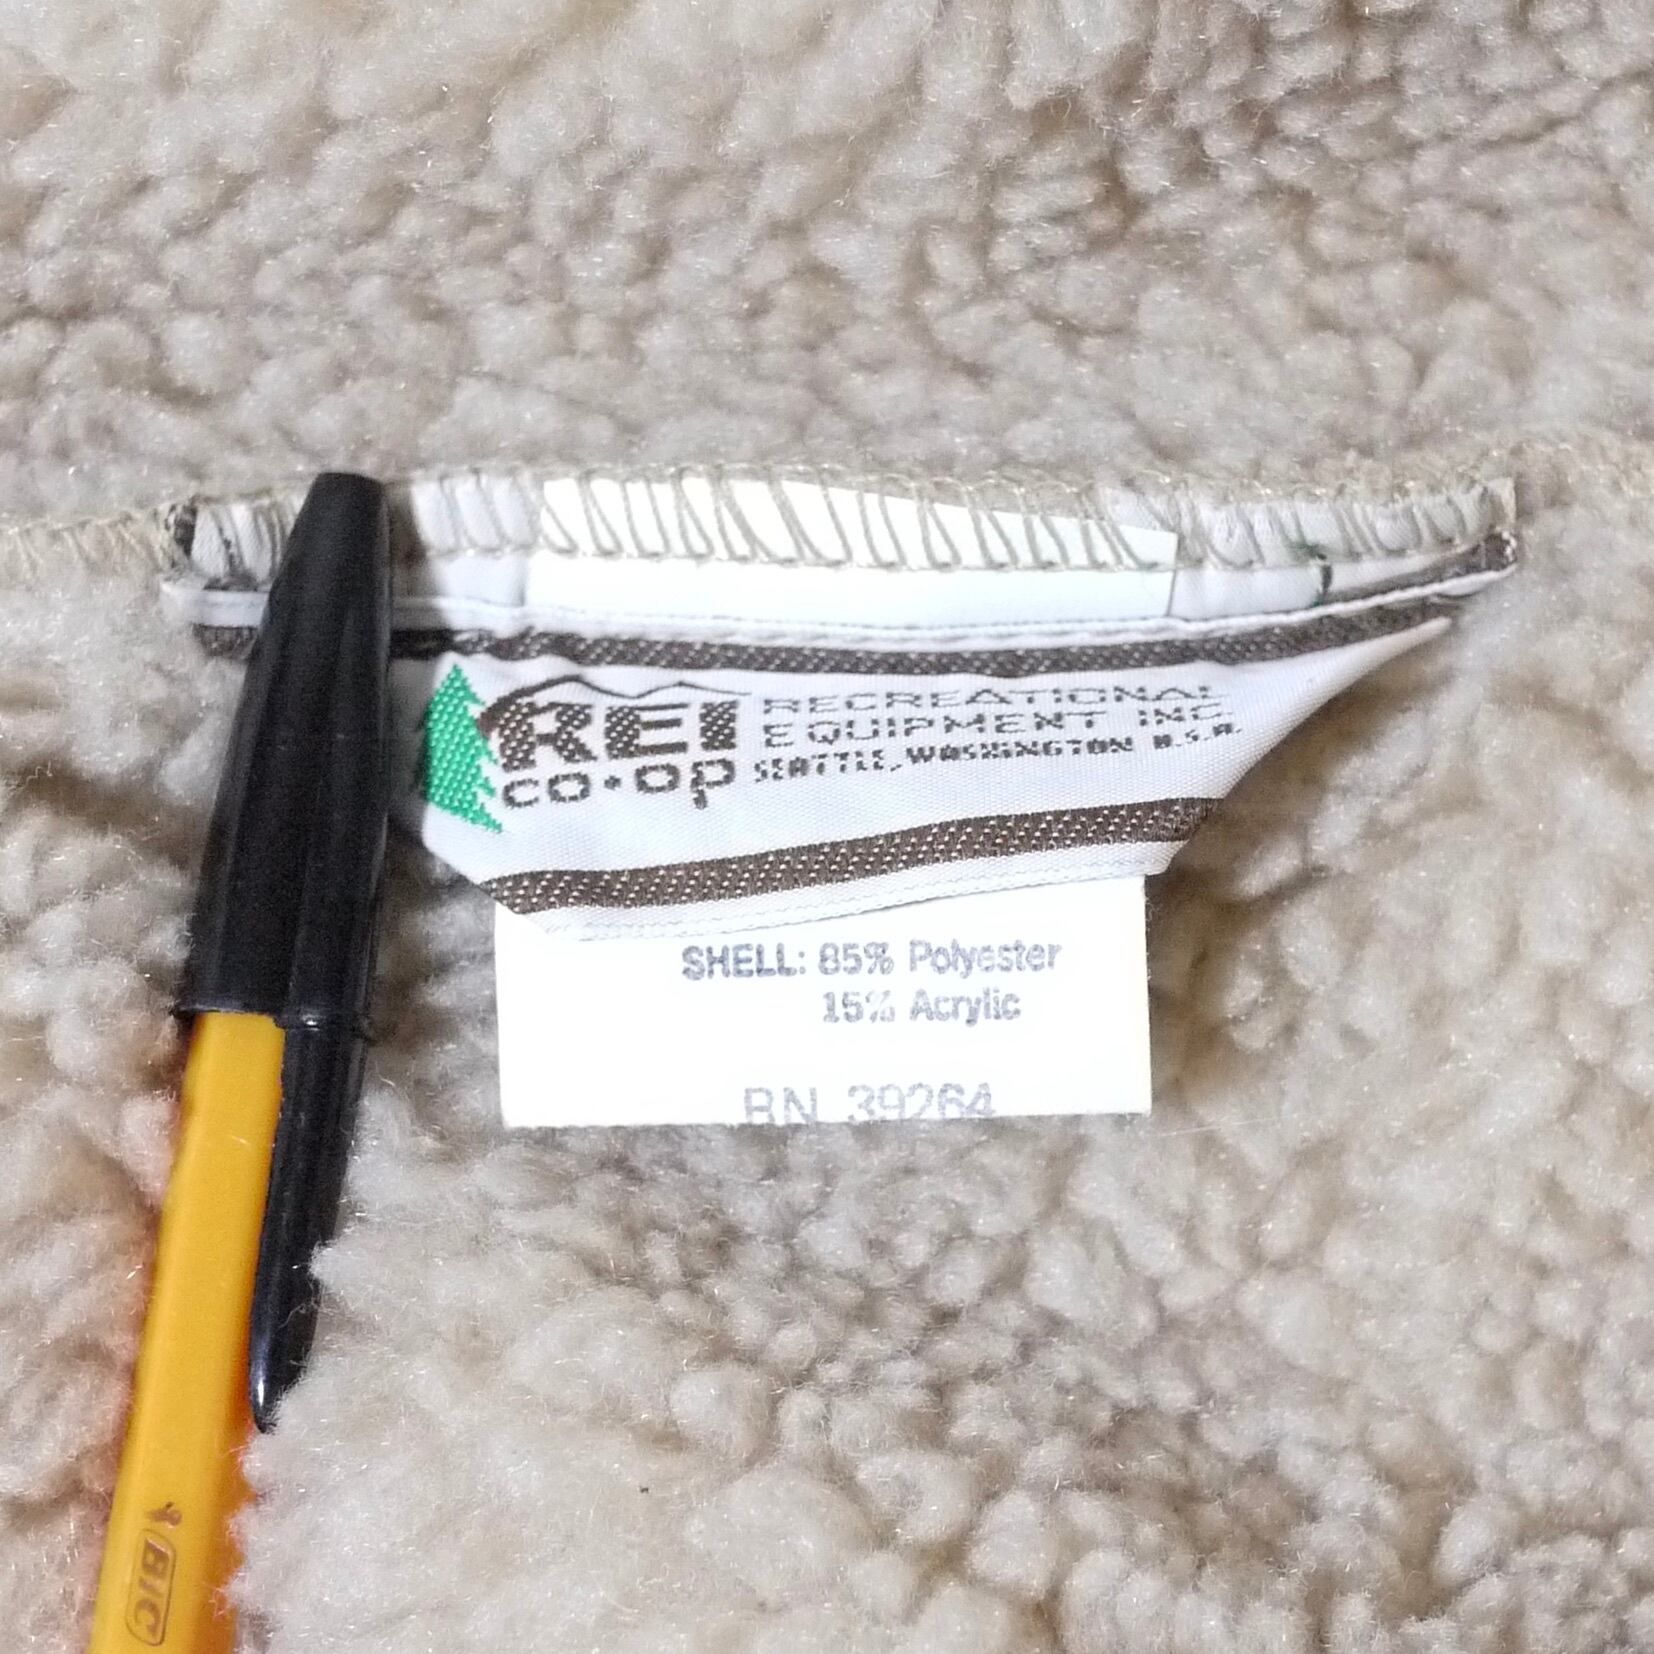 REI
CO·OP
RECREATIONAL
EQUIPMENT INC.
SEATTLE, WASHINGTON U.S.A.
SHELL: 85% Polyester
15% Acrylic
RN 39264
BIC